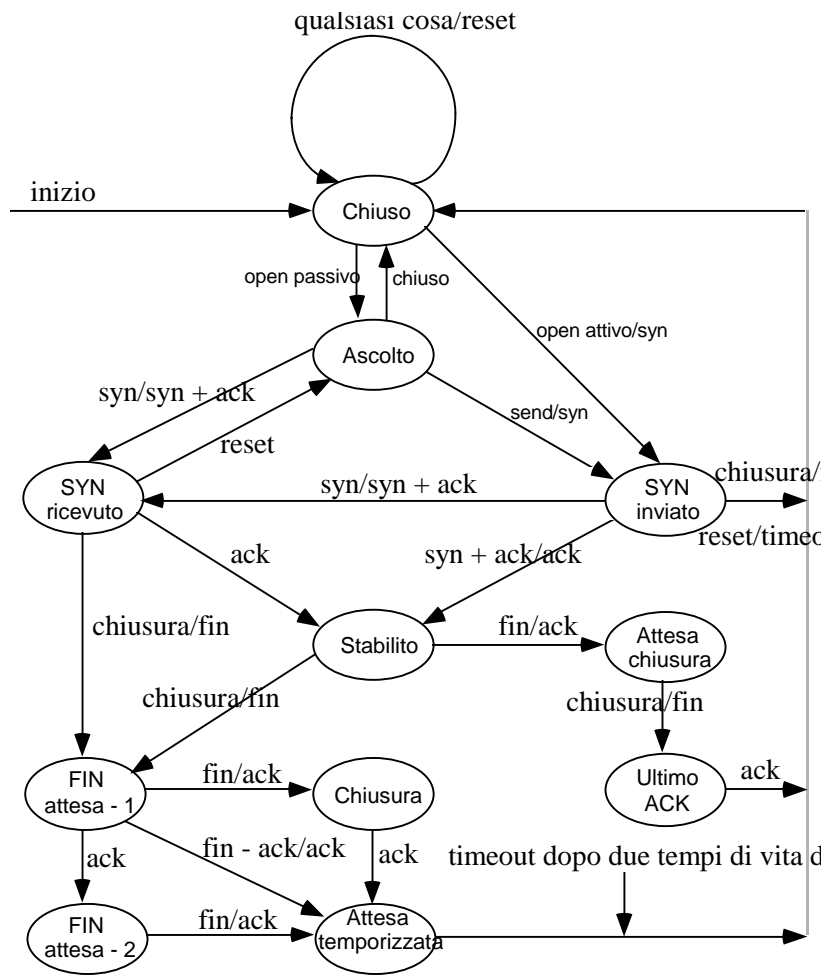 qualsiasi cosa/reset
inizio
Chiuso
open passivo
chiuso
open attivo/syn
Ascolto
syn/syn + ack
send/syn
reset
SYN
ricevuto
syn/syn + ack
SYN
inviato
chiusura/
reset/timeo
ack
syn + ack/ack
chiusura/fin
Stabilito
fin/ack
Attesa
chiusura
chiusura/fin
chiusura/fin
FIN
attesa - 1
fin/ack
Chiusura
Ultimo
ACK
ack
ack
fin - ack/ack
ack
timeout dopo due tempi di vita d
FIN
attesa - 2
fin/ack
Attesa
temporizzata